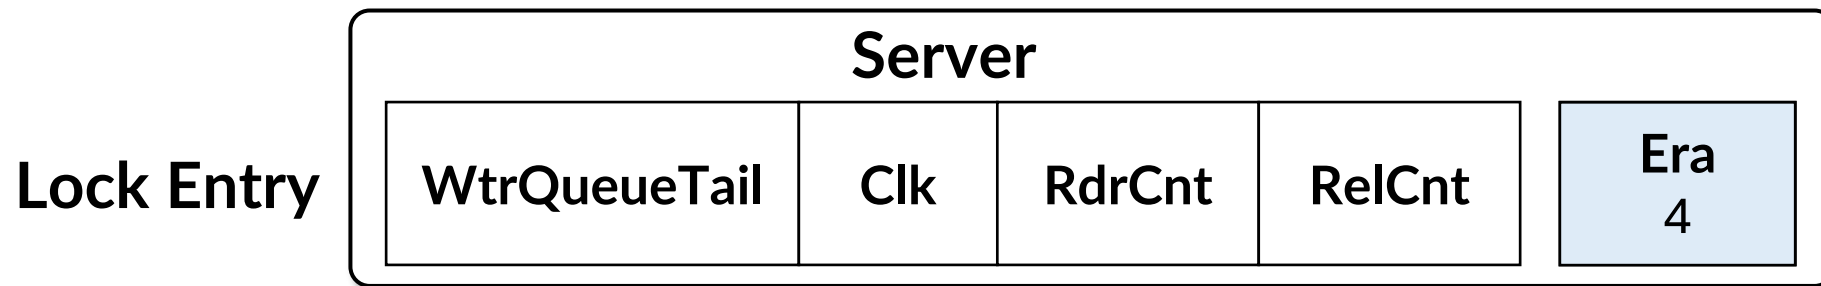 Server
Lock Entry
WtrQueueTail
Clk
RdrCnt
RelCnt
Era
4